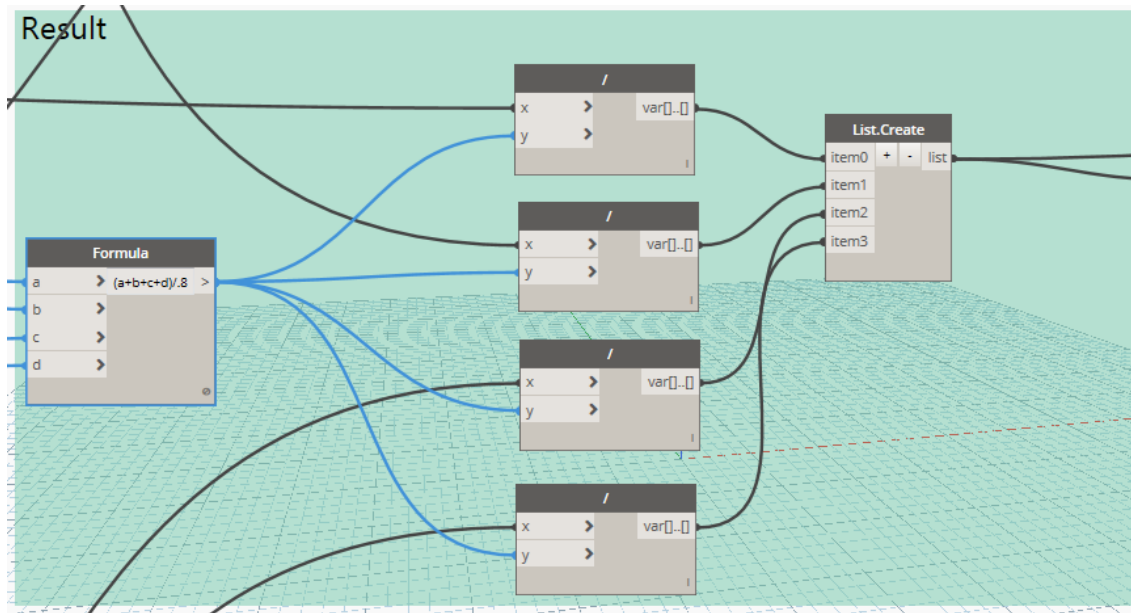 Result
/
x > var[]..[]
y >
l
/
x > var[]..[]
y >
l
/
x > var[]..[]
y >
l
/
x > var[]..[]
y >
l
Formula
a > (a+b+c+d)/.8 >
b >
c >
d >
List.Create
item0 + - list
item1
item2
item3